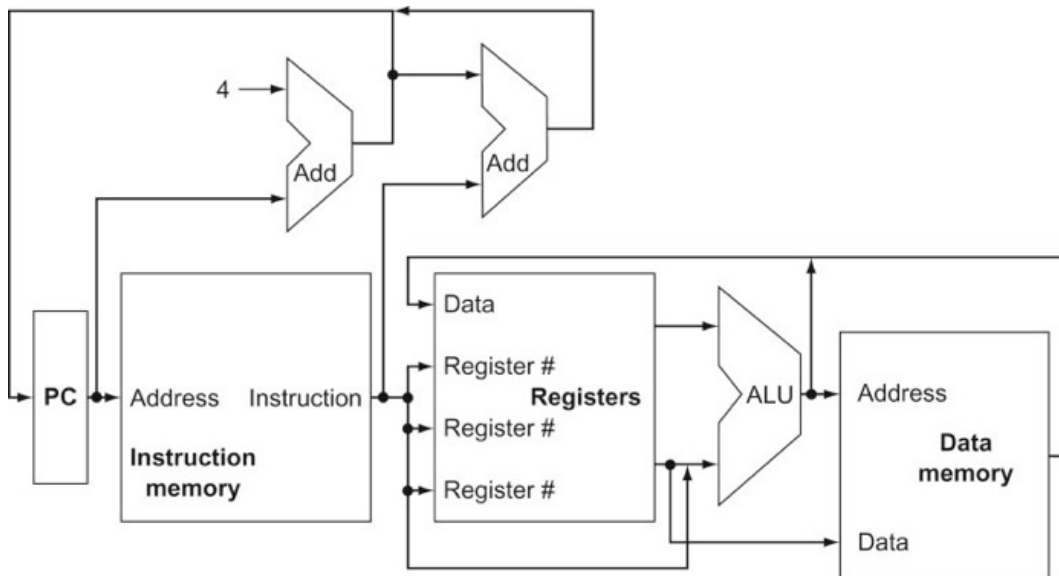 4
Add
Add
PC
Address
Instruction
Instruction
memory
Data
Register #
Register #
Register #
Registers
ALU
Address
Data
memory
Data